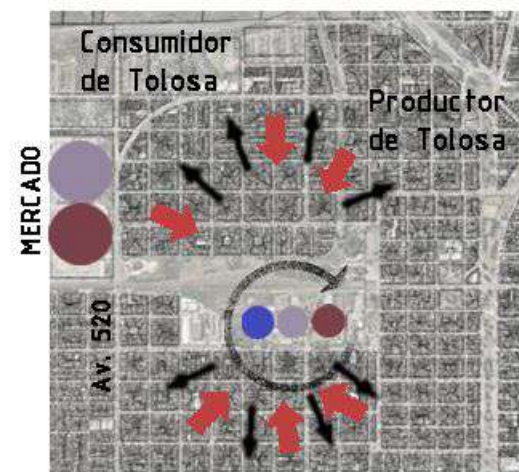 Consumidor
de Tolosa
Productor
de Tolosa
MERCADO
Av. 520